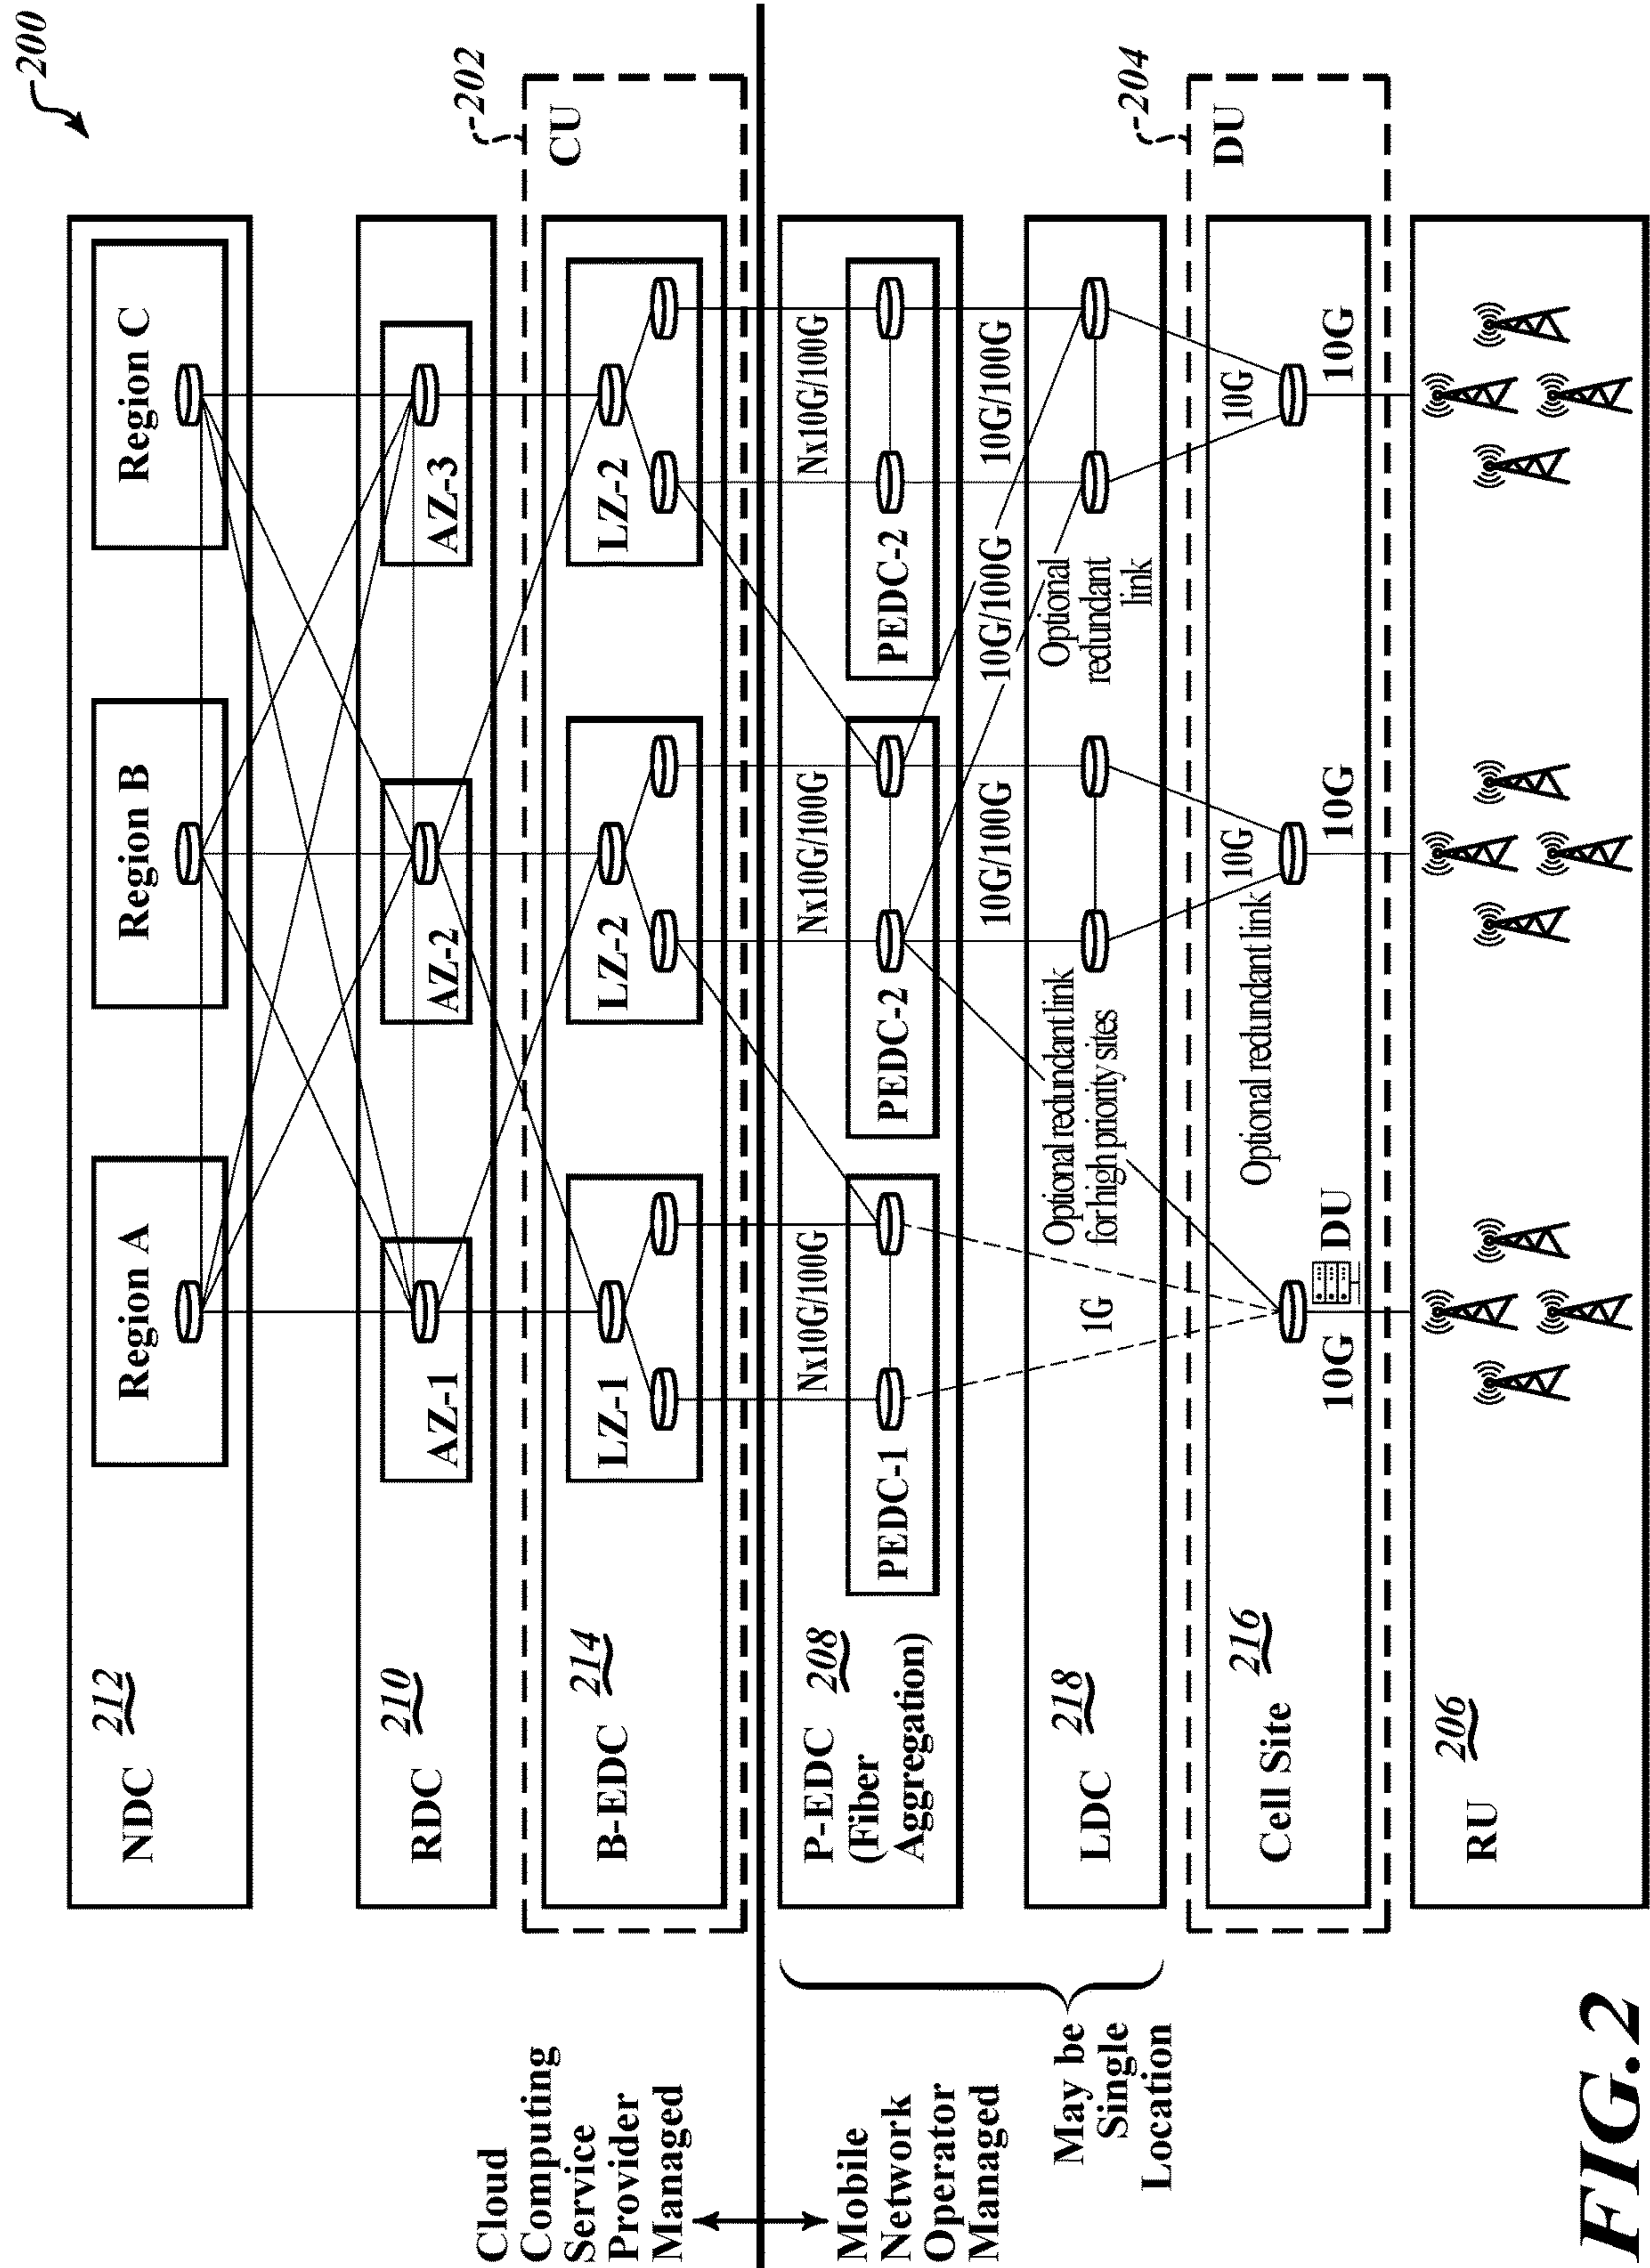 200
NDC 212
Region A
Region B
Region C
RDC 210
AZ-1
AZ-2
AZ-3
202
CU
B-EDC 214
LZ-1
LZ-2
LZ-2
Cloud
Computing
Service
Provider
Managed
Mobile
Network
Operator
Managed
Nx10G/100G
Nx10G/100G
Nx10G/100G
P-EDC 208
(Fiber
Aggregation)
PEDC-1
PEDC-2
PEDC-2
10G/100G
10G/100G
10G/100G
May be
Single
Location
LDC 218
1G
Optional redundant link
for high priority sites
Optional
redundant
link
204
DU
Cell Site 216
10G
DU
Optional redundant link
10G
10G
10G
10G
RU 206
FIG.2